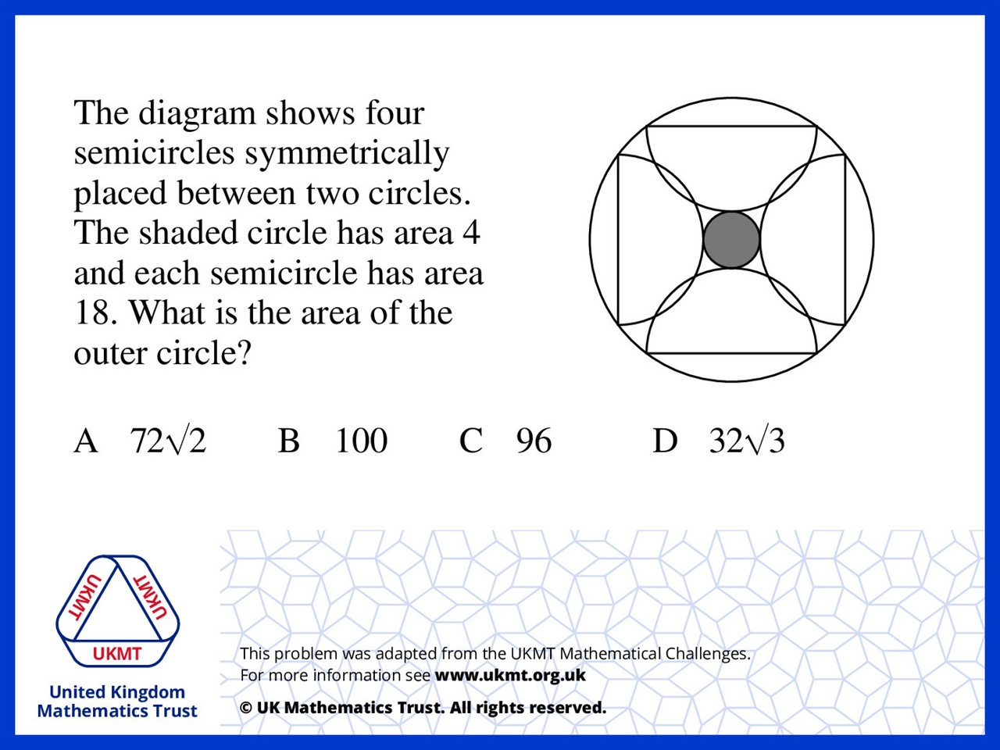 The diagram shows four
semicircles symmetrically
placed between two circles.
The shaded circle has area 4
and each semicircle has area
18. What is the area of the
outer circle?
A 72√2 B 100 C 96 D 32√3
UKMT
UKMT
UKMT
United Kingdom
Mathematics Trust
This problem was adapted from the UKMT Mathematical Challenges.
For more information see www.ukmt.org.uk
© UK Mathematics Trust. All rights reserved.